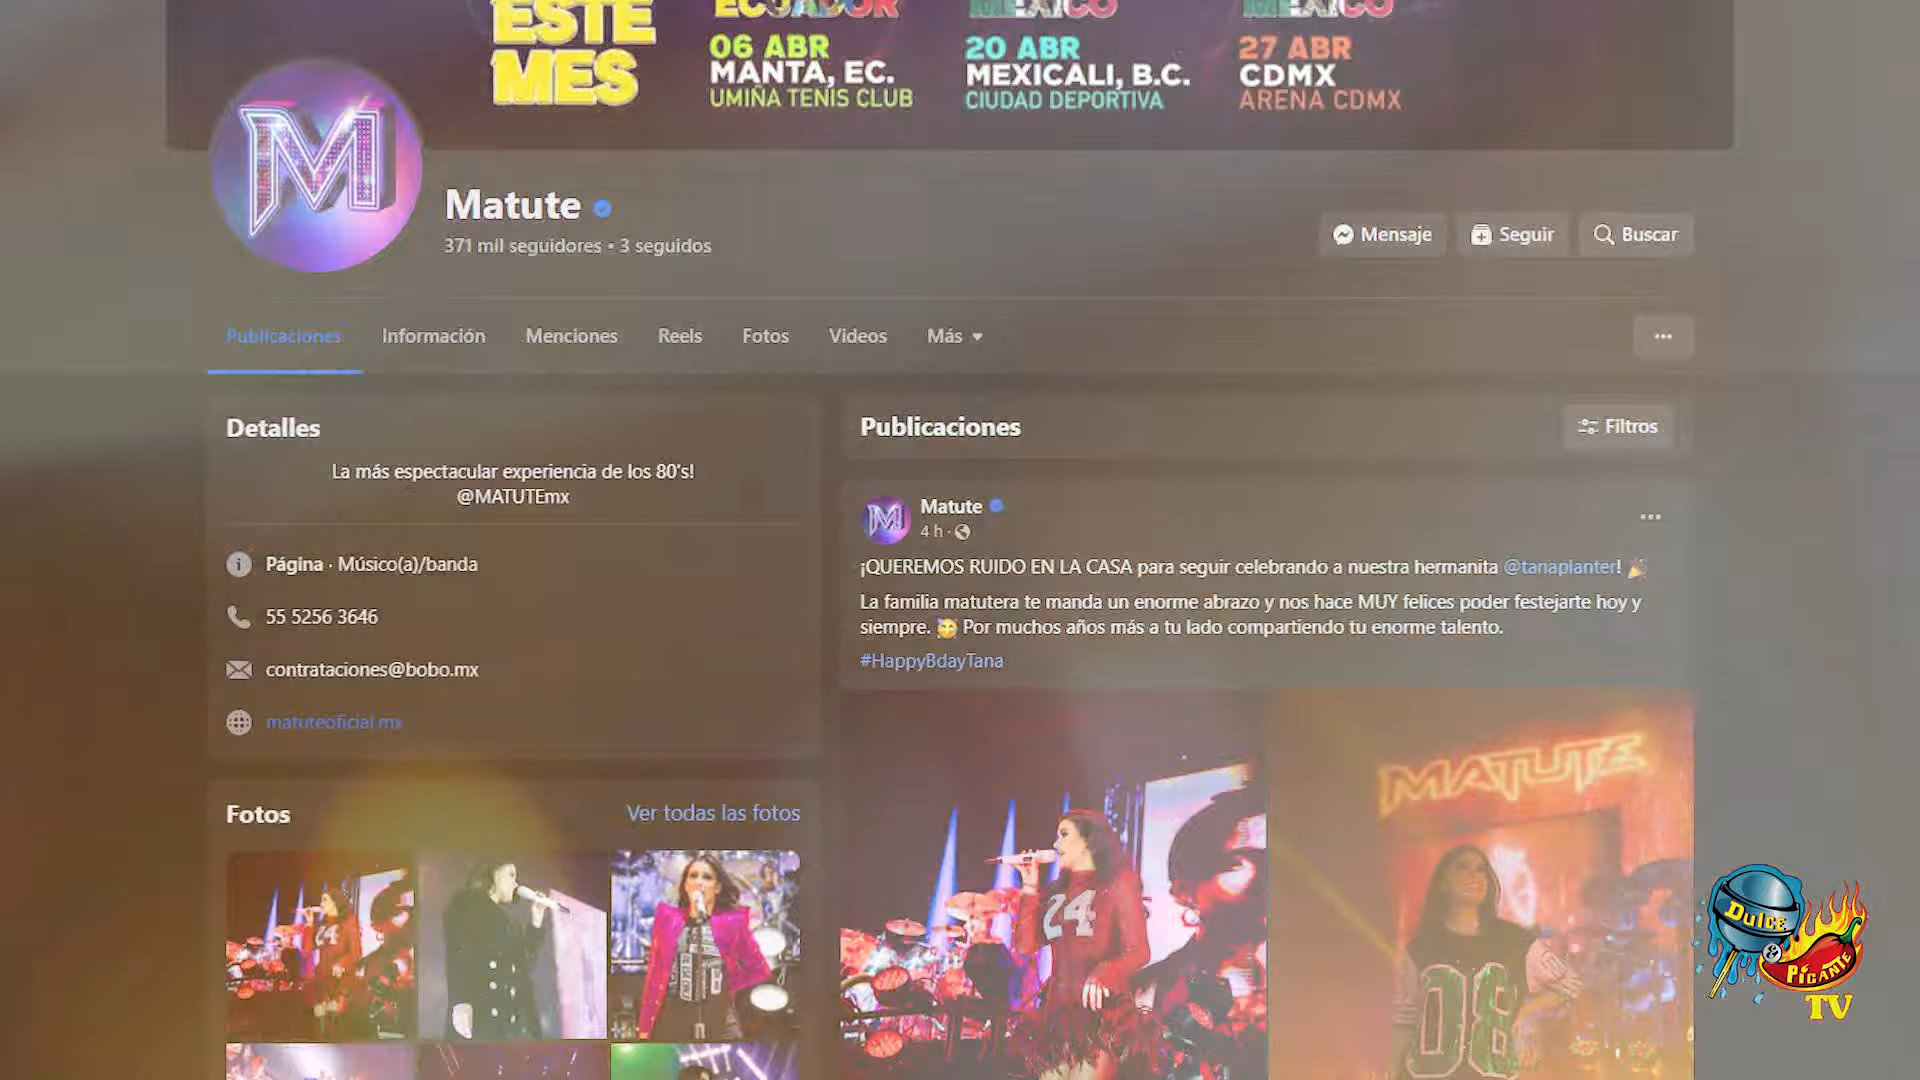 ESTE
MES
ECUADOR
06 ABR
MANTA, EC.
UMIÑA TENIS CLUB
MEXICO
20 ABR
MEXICALI, B.C.
CIUDAD DEPORTIVA
MEXICO
27 ABR
CDMX
ARENA CDMX
M
Matute
371 mil seguidores • 3 seguidos
Mensaje
Seguir
Buscar
Publicaciones
Información
Menciones
Reels
Fotos
Videos
Más
Detalles
La más espectacular experiencia de los 80's!
@MATUTEmx
Página · Músico(a)/banda
55 5256 3646
contrataciones@bobo.mx
matuteoficial.mx
Fotos
Ver todas las fotos
24
Publicaciones
Filtros
M
Matute
4 h ·
¡QUEREMOS RUIDO EN LA CASA para seguir celebrando a nuestra hermanita @tanaplanter!
La familia matutera te manda un enorme abrazo y nos hace MUY felices poder festejarte hoy y
siempre. Por muchos años más a tu lado compartiendo tu enorme talento.
#HappyBdayTana
24
MATUTE
08
DULCE
&
PICANTE
TV